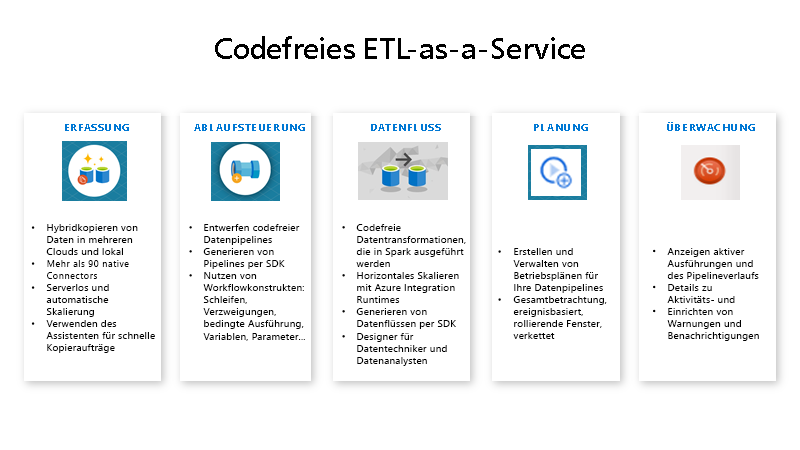 Codefreies ETL-as-a-Service
ERFASSUNG
• Hybridkopieren von
Daten in mehreren
Clouds und lokal
• Mehr als 90 native
Connectors
• Serverlos und
automatische
Skalierung
• Verwenden des
Assistenten für schnelle
Kopieraufträge
ABLAUFSTEUERUNG
• Entwerfen codefreier
Datenpipelines
• Generieren von
Pipelines per SDK
• Nutzen von
Workflowkonstrukten:
Schleifen,
Verzweigungen,
bedingte Ausführung,
Variablen, Parameter...
DATENFLUSS
• Codefreie
Datentransformationen,
die in Spark ausgeführt
werden
• Horizontales Skalieren
mit Azure Integration
Runtimes
• Generieren von
Datenflüssen per SDK
• Designer für
Datentechniker und
Datenanalysten
PLANUNG
• Erstellen und
Verwalten von
Betriebsplänen für
Ihre Datenpipelines
• Gesamtbetrachtung,
ereignisbasiert,
rollierende Fenster,
verkettet
ÜBERWACHUNG
• Anzeigen aktiver
Ausführungen und
des Pipelineverlaufs
• Details zu
Aktivitäts- und
• Einrichten von
Warnungen und
Benachrichtigungen